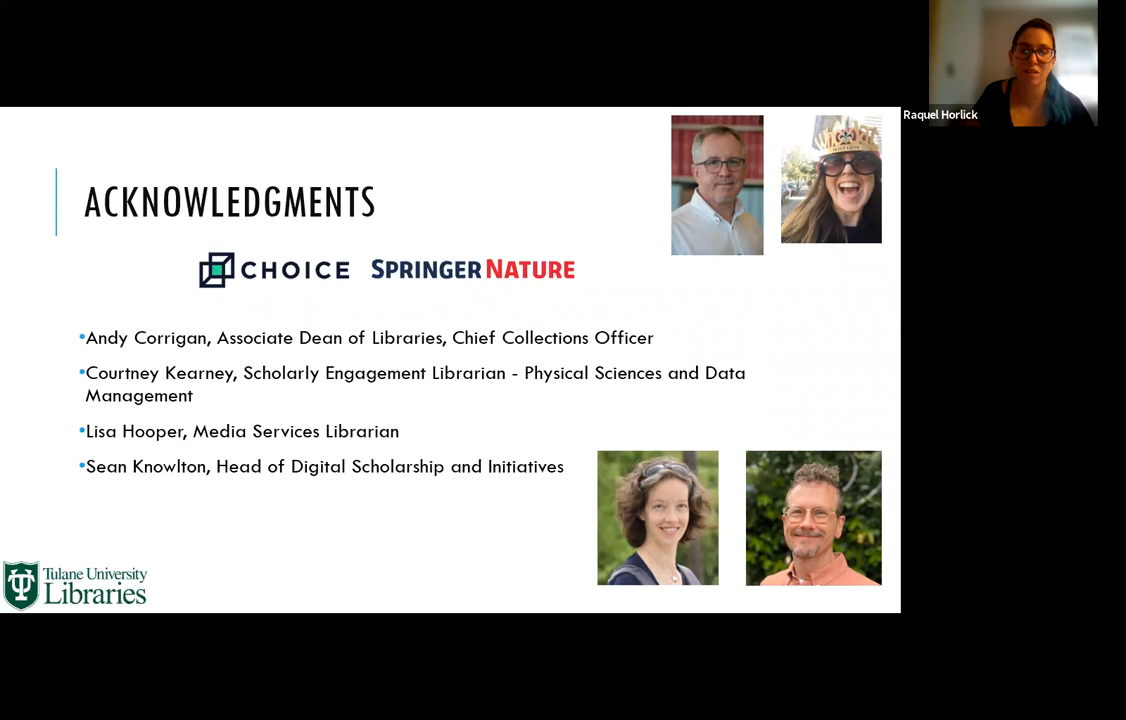 Raquel Horlick
ACKNOWLEDGMENTS
CHOICE SPRINGER NATURE
•Andy Corrigan, Associate Dean of Libraries, Chief Collections Officer
•Courtney Kearney, Scholarly Engagement Librarian - Physical Sciences and Data
Management
•Lisa Hooper, Media Services Librarian
•Sean Knowlton, Head of Digital Scholarship and Initiatives
Tulane University
Libraries